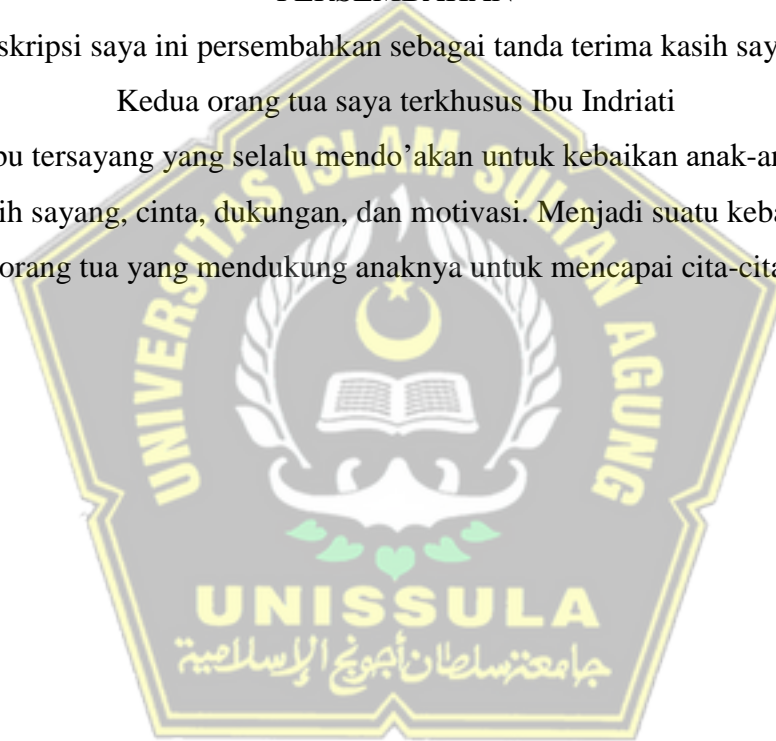 PERSEMBAHAN
skripsi saya ini persembahkan sebagai tanda terima kasih say
Kedua orang tua saya terkhusus Ibu Indriati
bu tersayang yang selalu mendo’akan untuk kebaikan anak-an
ih sayang, cinta, dukungan, dan motivasi. Menjadi suatu keba
orang tua yang mendukung anaknya untuk mencapai cita-cita
UNIVERSITAS ISLAM SULTAN AGUNG
UNISSULA
جامعة سلطان أجونج الإسلامية